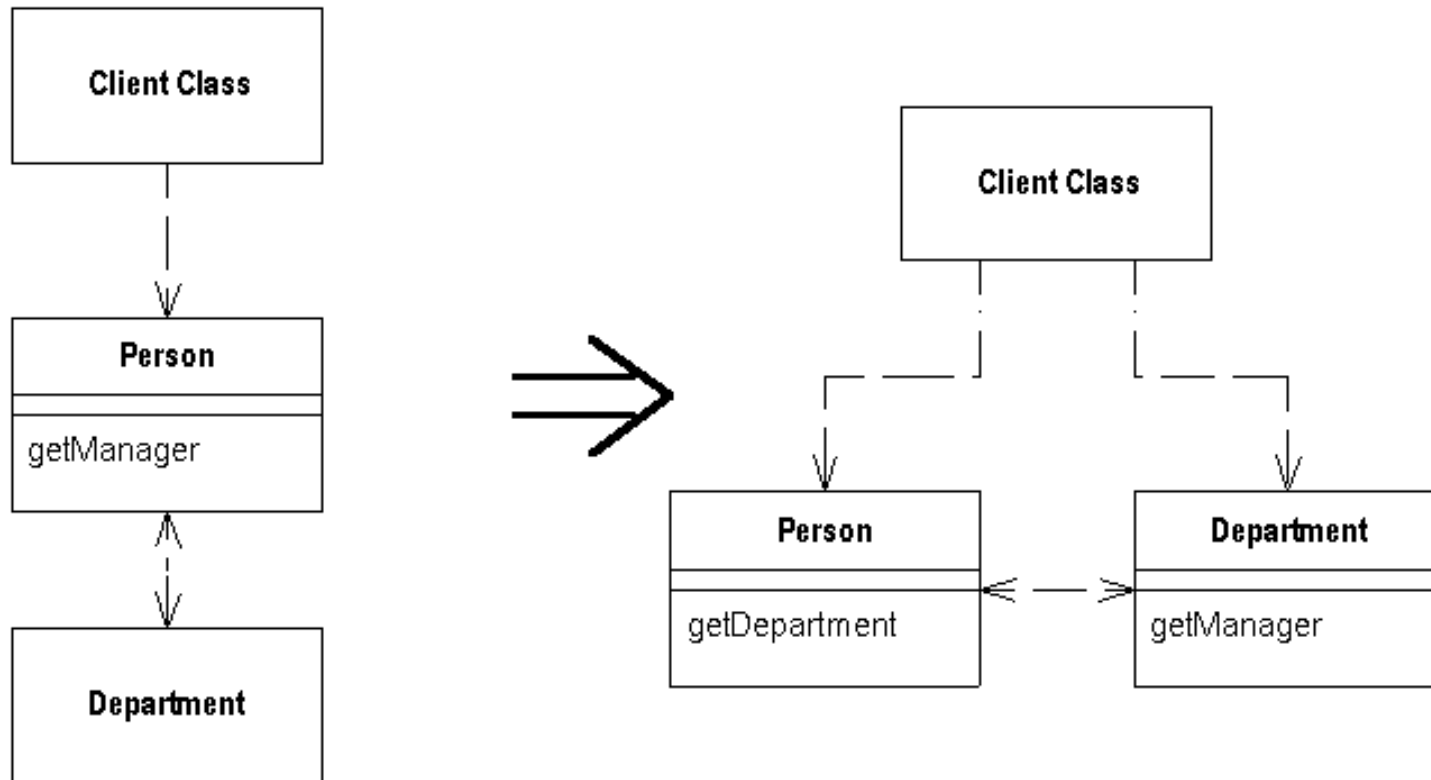 Client Class
Person
getManager
Department
Client Class
Person
getDepartment
Department
getManager